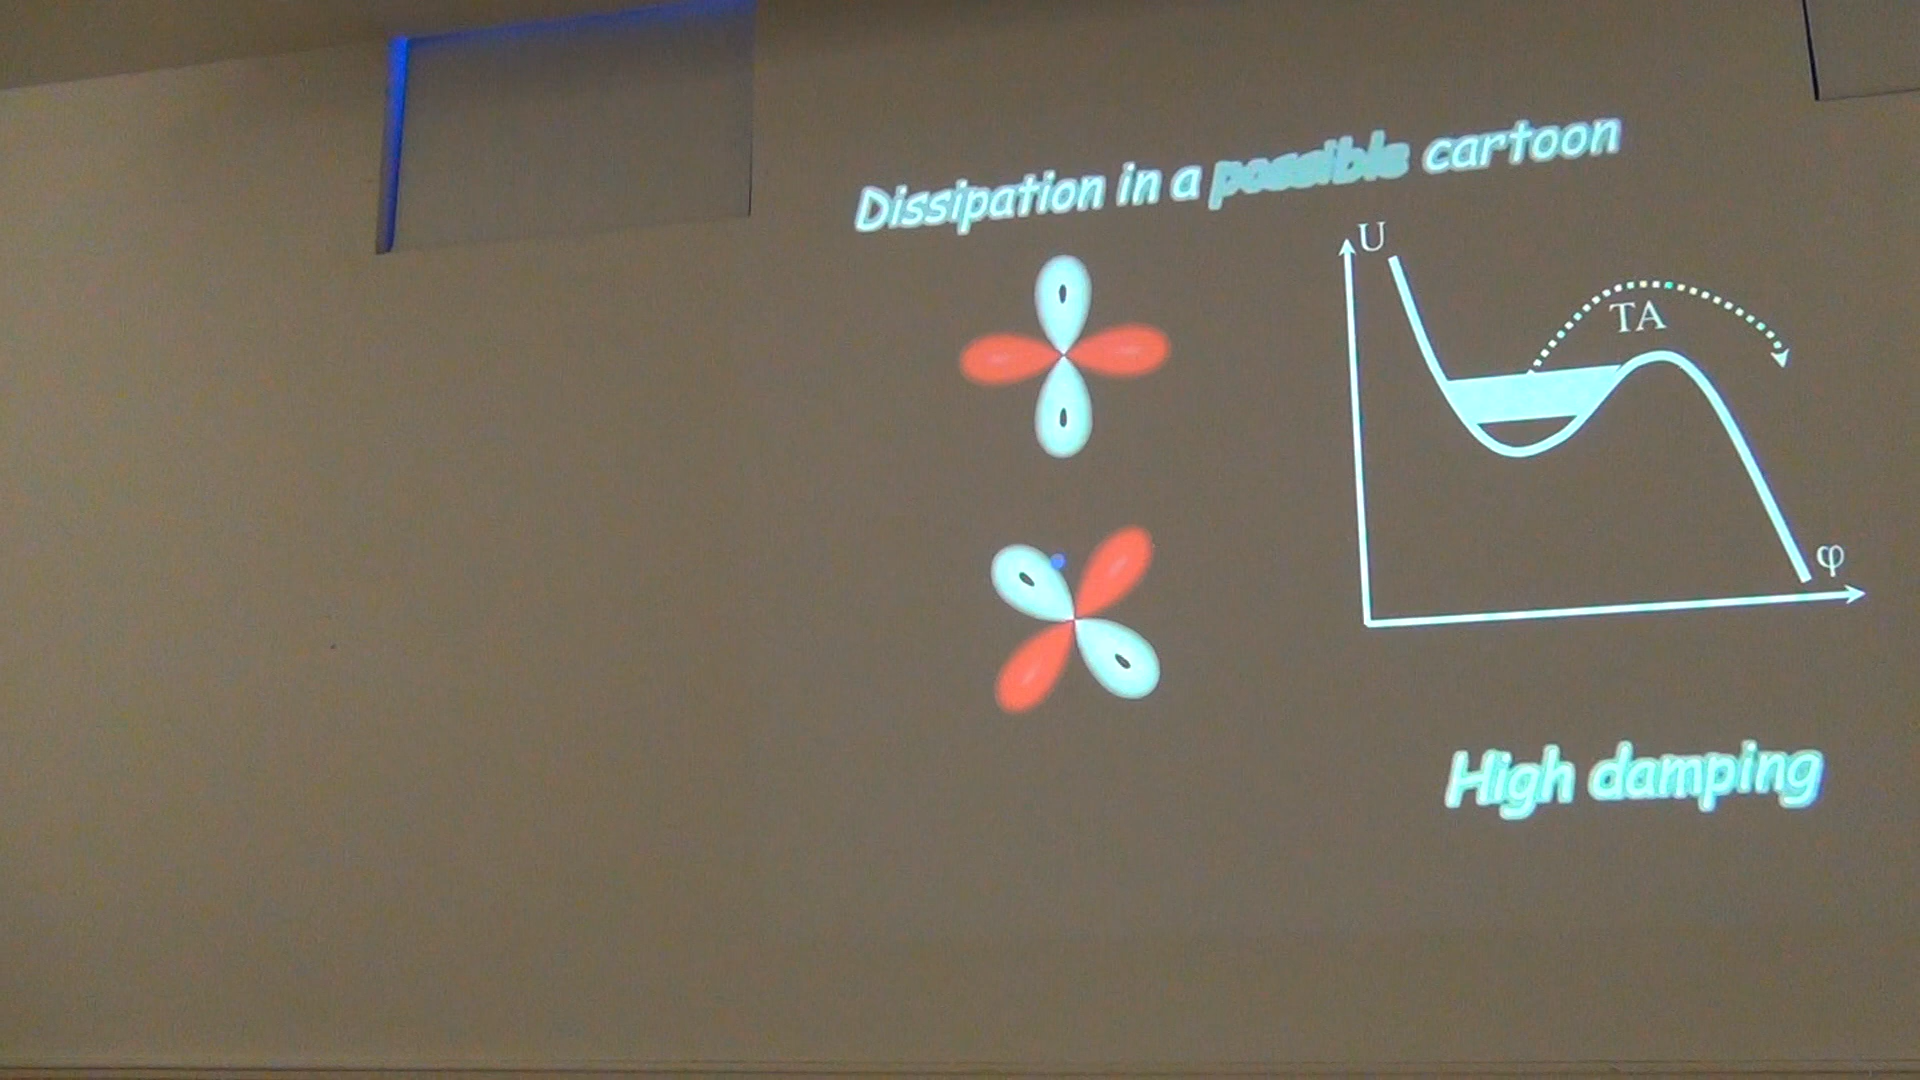 Dissipation in a possible cartoon
U
TA
φ
High damping